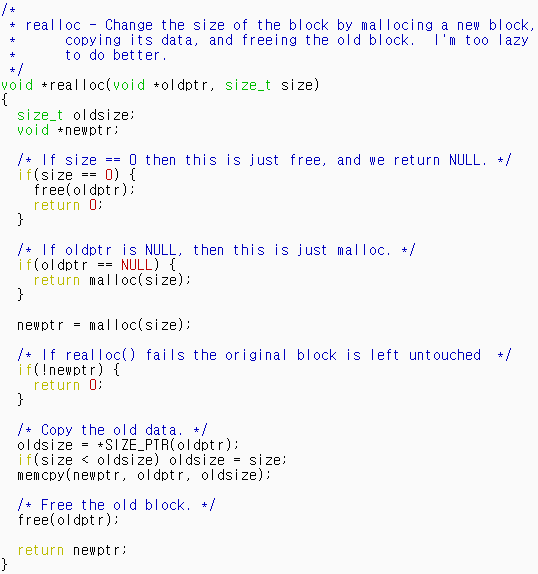 /*
 * realloc - Change the size of the block by mallocing a new block,
 *      copying its data, and freeing the old block.  I'm too lazy
 *      to do better.
 */
void *realloc(void *oldptr, size_t size)
{
  size_t oldsize;
  void *newptr;

  /* If size == 0 then this is just free, and we return NULL. */
  if(size == 0) {
    free(oldptr);
    return 0;
  }

  /* If oldptr is NULL, then this is just malloc. */
  if(oldptr == NULL) {
    return malloc(size);
  }

  newptr = malloc(size);

  /* If realloc() fails the original block is left untouched  */
  if(!newptr) {
    return 0;
  }

  /* Copy the old data. */
  oldsize = *SIZE_PTR(oldptr);
  if(size < oldsize) oldsize = size;
  memcpy(newptr, oldptr, oldsize);

  /* Free the old block. */
  free(oldptr);

  return newptr;
}